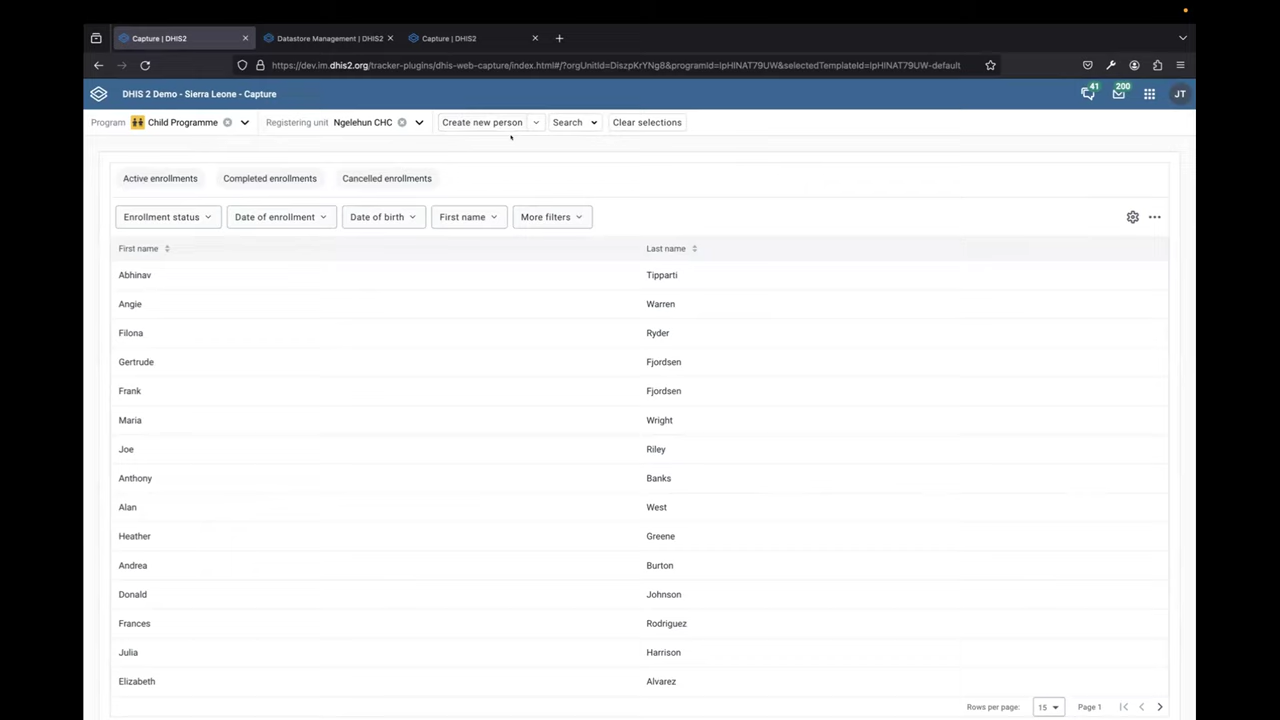 Capture | DHIS2
Datastore Management | DHIS2
Capture | DHIS2
https://dev.im.dhis2.org/tracker-plugins/dhis-web-capture/index.html#/?orgUnitId=DiszpKrYNg8&programId=IpHINAT79UW&selectedTemplateId=IpHINAT79UW-default
DHIS 2 Demo - Sierra Leone - Capture
41
200
JT
Program Child Programme Registering unit Ngelehun CHC Create new person Search Clear selections
Active enrollments Completed enrollments Cancelled enrollments
Enrollment status Date of enrollment Date of birth First name More filters
First name Last name
Abhinav Tipparti
Angie Warren
Filona Ryder
Gertrude Fjordsen
Frank Fjordsen
Maria Wright
Joe Riley
Anthony Banks
Alan West
Heather Greene
Andrea Burton
Donald Johnson
Frances Rodriguez
Julia Harrison
Elizabeth Alvarez
Rows per page: 15 Page 1